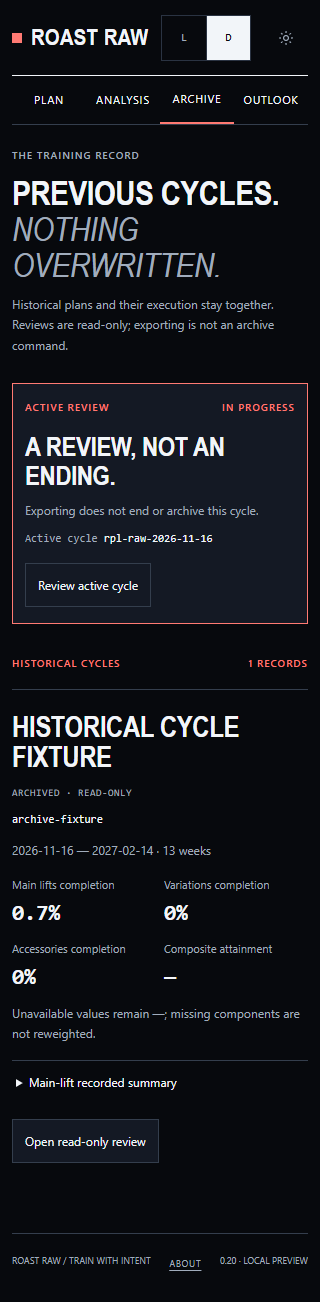 ROAST RAW
L D
PLAN ANALYSIS ARCHIVE OUTLOOK
THE TRAINING RECORD
PREVIOUS CYCLES.
NOTHING
OVERWRITTEN.
Historical plans and their execution stay together.
Reviews are read-only; exporting is not an archive
command.
ACTIVE REVIEW IN PROGRESS
A REVIEW, NOT AN
ENDING.
Exporting does not end or archive this cycle.
Active cycle rpl-raw-2026-11-16
Review active cycle
HISTORICAL CYCLES 1 RECORDS
HISTORICAL CYCLE
FIXTURE
ARCHIVED · READ-ONLY
archive-fixture
2026-11-16 — 2027-02-14 · 13 weeks
Main lifts completion Variations completion
0.7% 0%
Accessories completion Composite attainment
0% —
Unavailable values remain —; missing components are
not reweighted.
Main-lift recorded summary
Open read-only review
ROAST RAW / TRAIN WITH INTENT ABOUT 0.20 · LOCAL PREVIEW